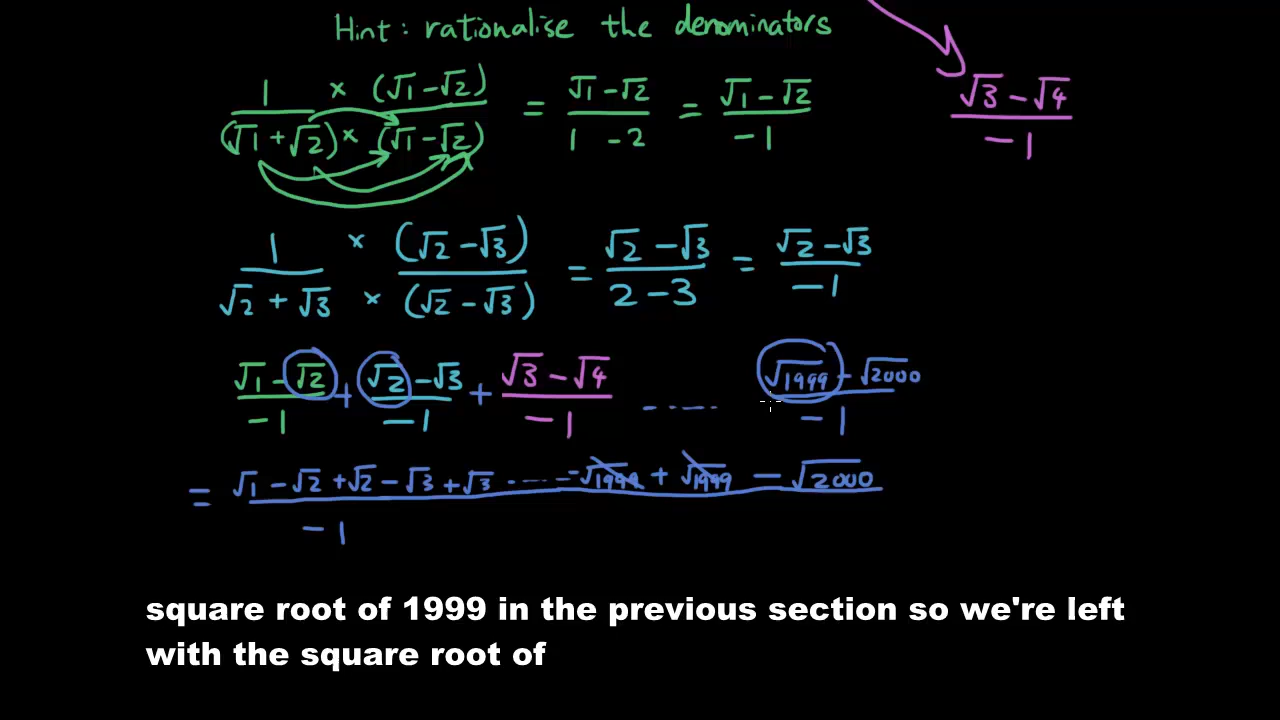 Hint : rationalise the denominators
1 × (√1 − √2) / (√1 + √2) × (√1 − √2) = √1 − √2 / 1 − 2 = √1 − √2 / −1
√3 − √4 / −1
1 × (√2 − √3) / √2 + √3 × (√2 − √3) = √2 − √3 / 2 − 3 = √2 − √3 / −1
√1 − √2 / −1 + √2 − √3 / −1 + √3 − √4 / −1 ...... √1999 − √2000 / −1
= √1 − √2 + √2 − √3 + √3 ...... − √1999 + √1999 − √2000 / −1
square root of 1999 in the previous section so we're left
with the square root of